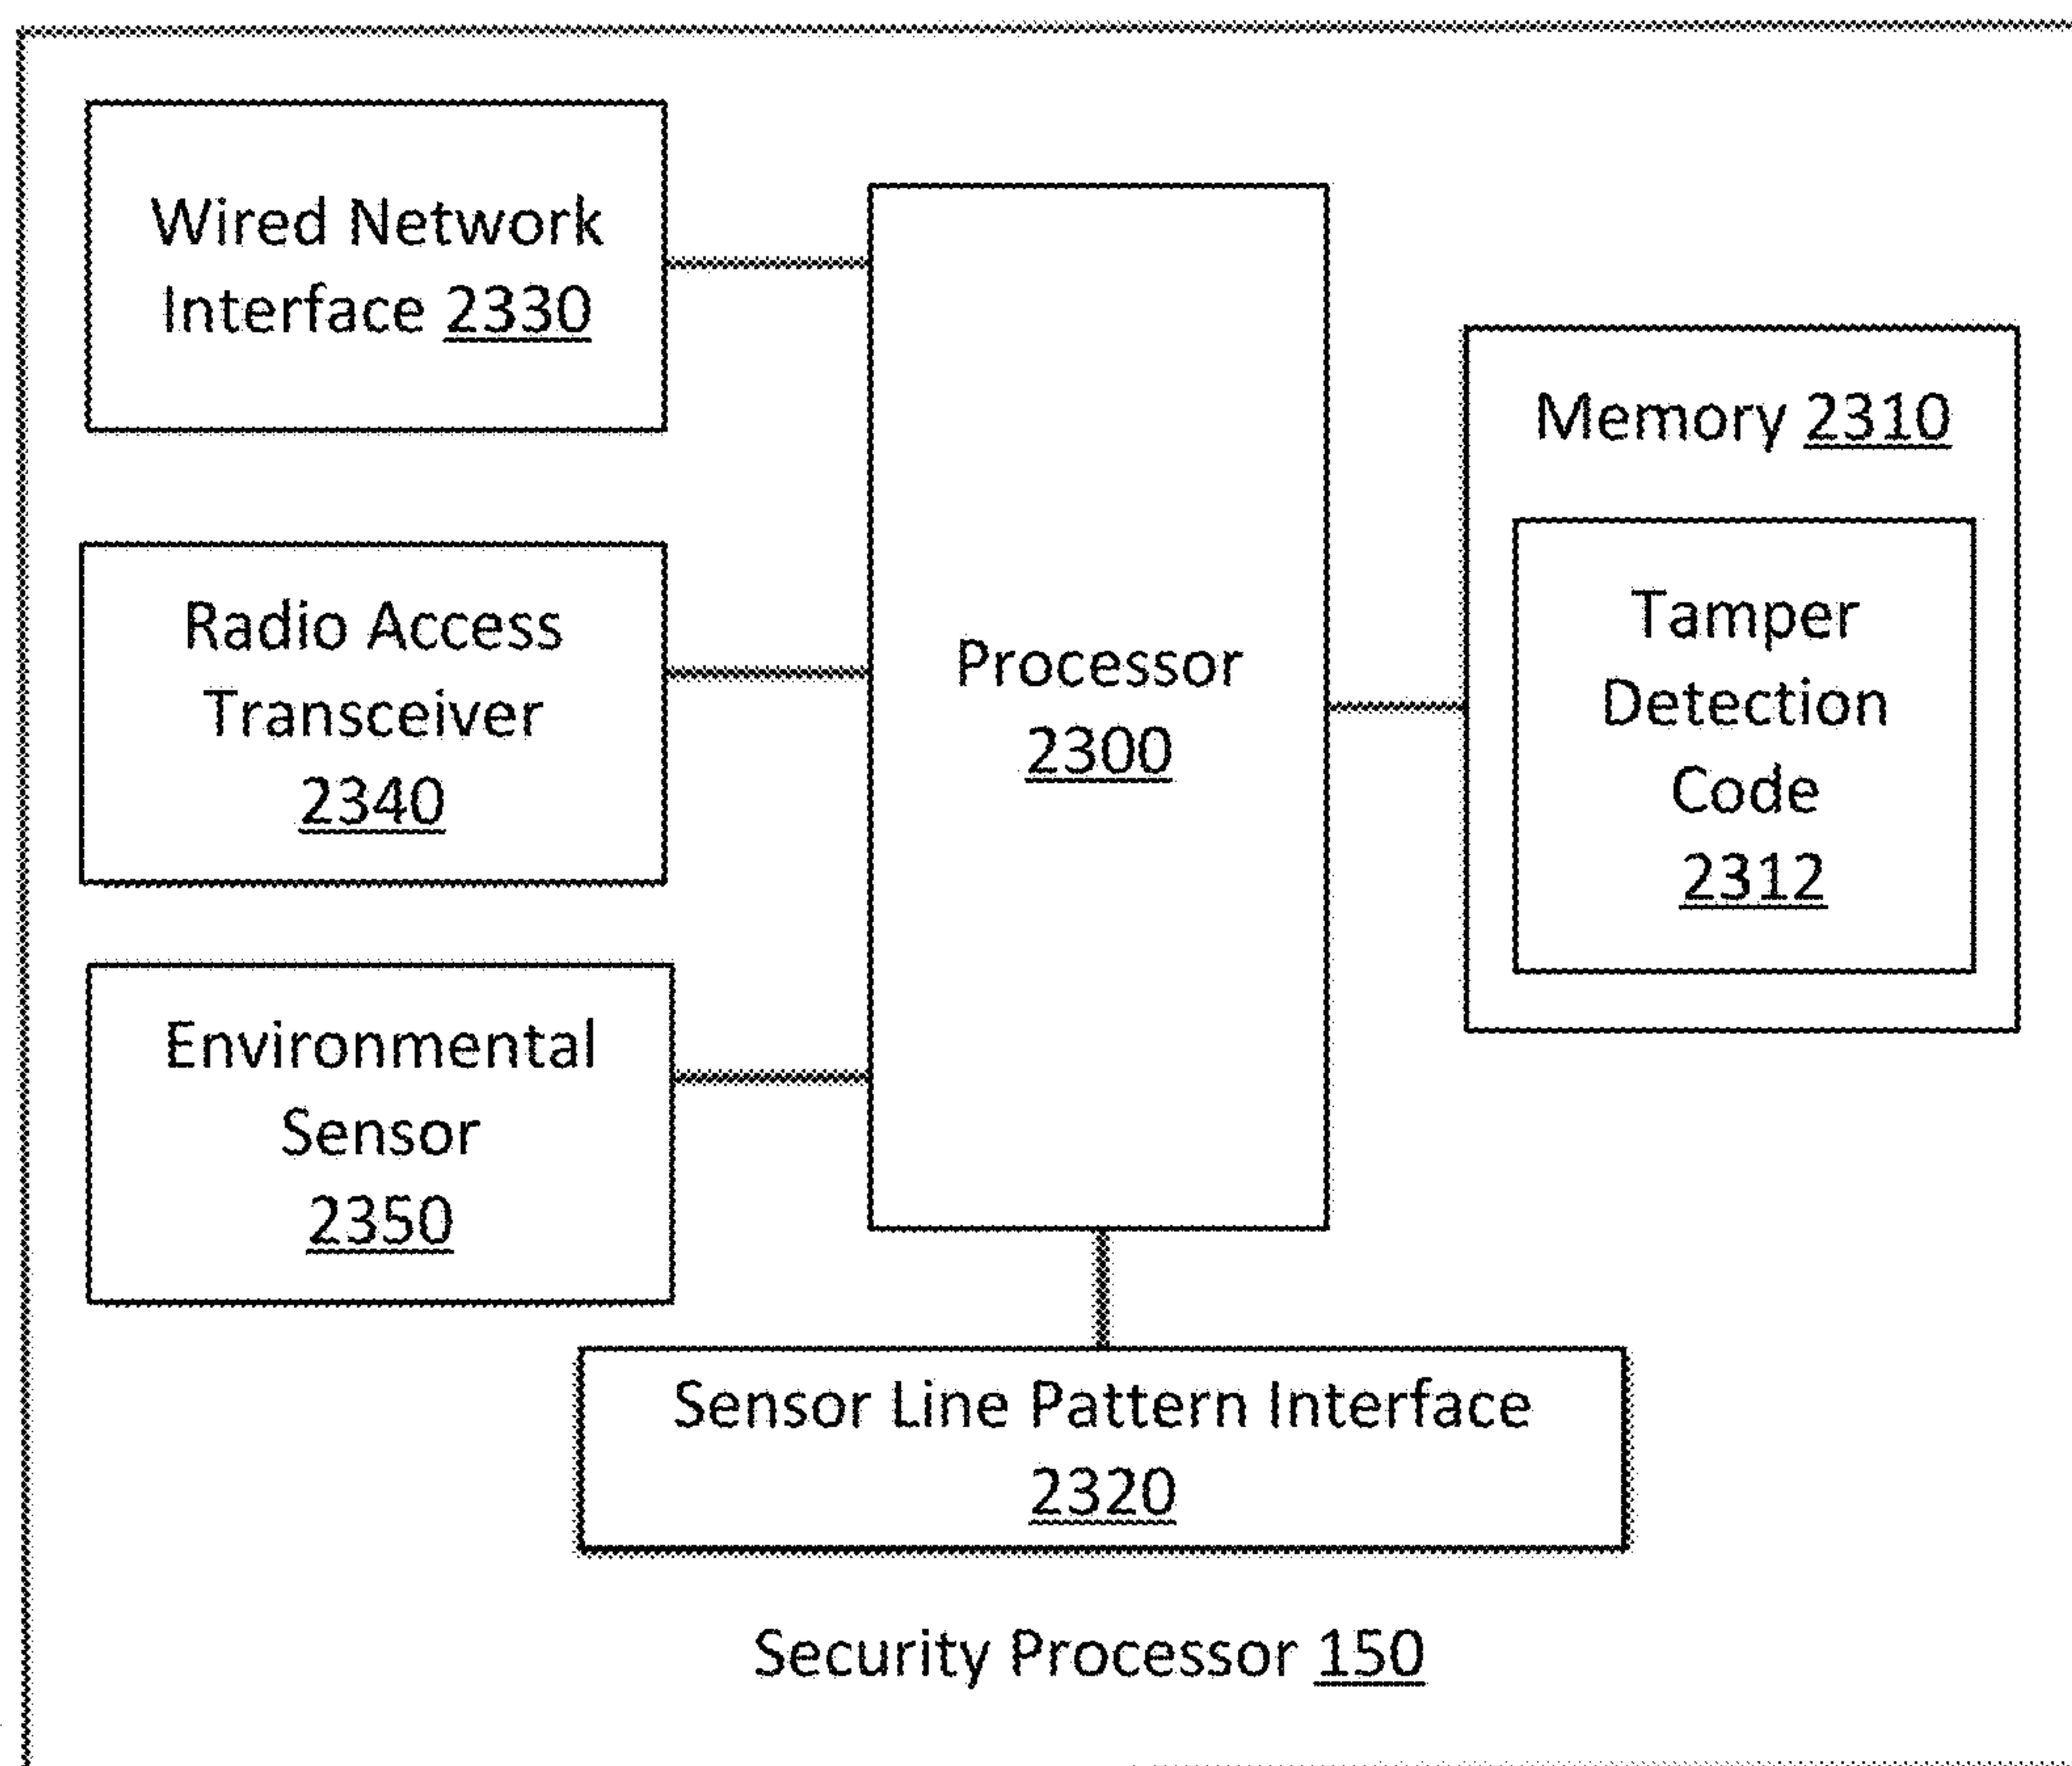 Wired Network
Interface 2330
Radio Access
Transceiver
2340
Environmental
Sensor
2350
Processor
2300
Memory 2310
Tamper
Detection
Code
2312
Sensor Line Pattern Interface
2320
Security Processor 150